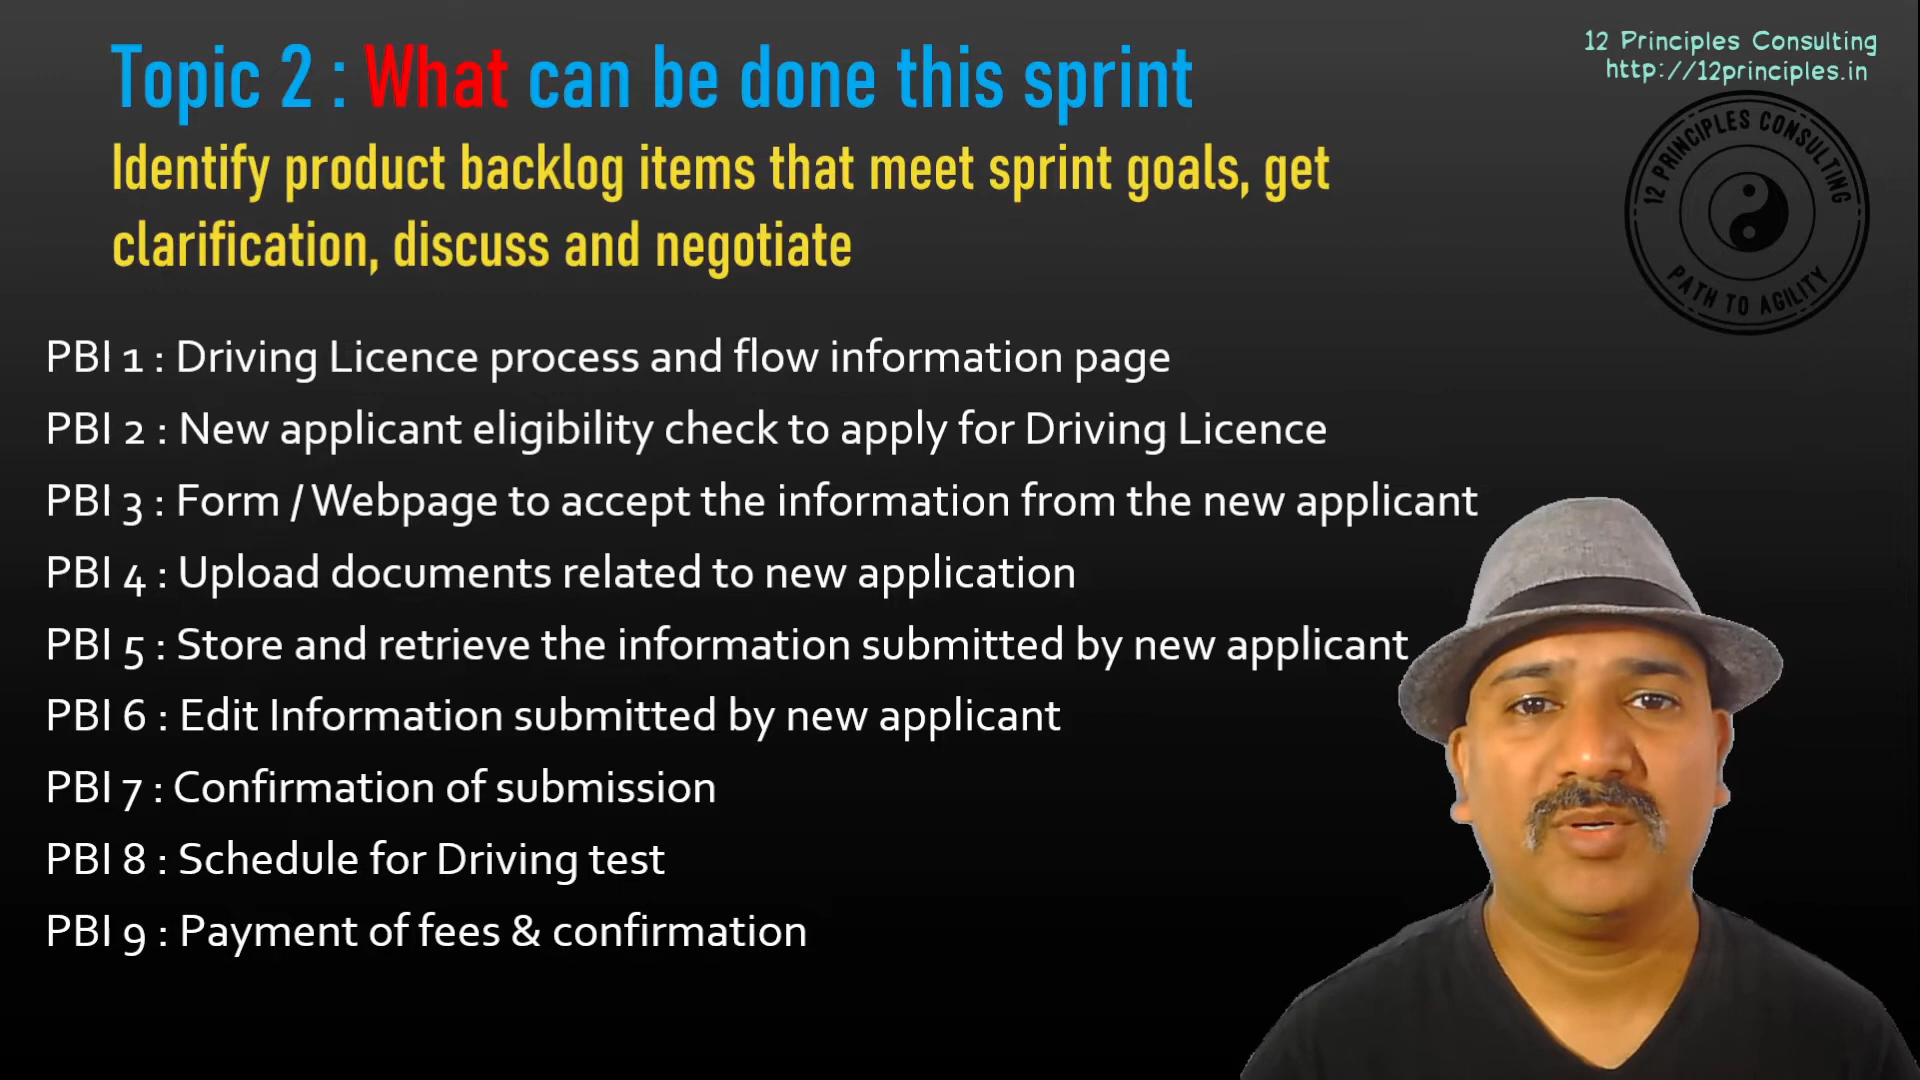 Topic 2 : What can be done this sprint
Identify product backlog items that meet sprint goals, get
clarification, discuss and negotiate
12 Principles Consulting
http://12principles.in
12 PRINCIPLES CONSULTING
PATH TO AGILITY
PBI 1 : Driving Licence process and flow information page
PBI 2 : New applicant eligibility check to apply for Driving Licence
PBI 3 : Form / Webpage to accept the information from the new applicant
PBI 4 : Upload documents related to new application
PBI 5 : Store and retrieve the information submitted by new applicant
PBI 6 : Edit Information submitted by new applicant
PBI 7 : Confirmation of submission
PBI 8 : Schedule for Driving test
PBI 9 : Payment of fees & confirmation